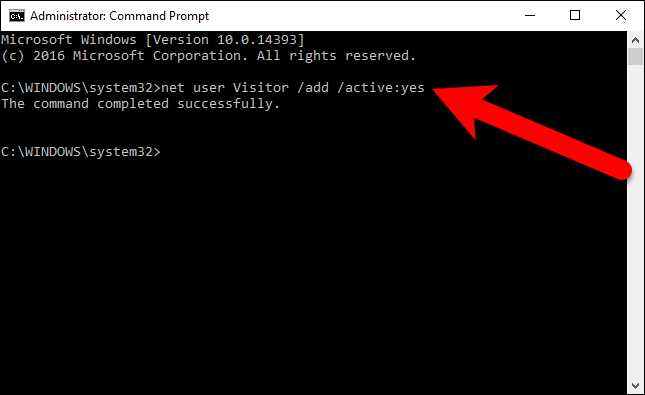 Administrator: Command Prompt
Microsoft Windows [Version 10.0.14393]
(c) 2016 Microsoft Corporation. All rights reserved.
C:\WINDOWS\system32>net user Visitor /add /active:yes
The command completed successfully.
C:\WINDOWS\system32>